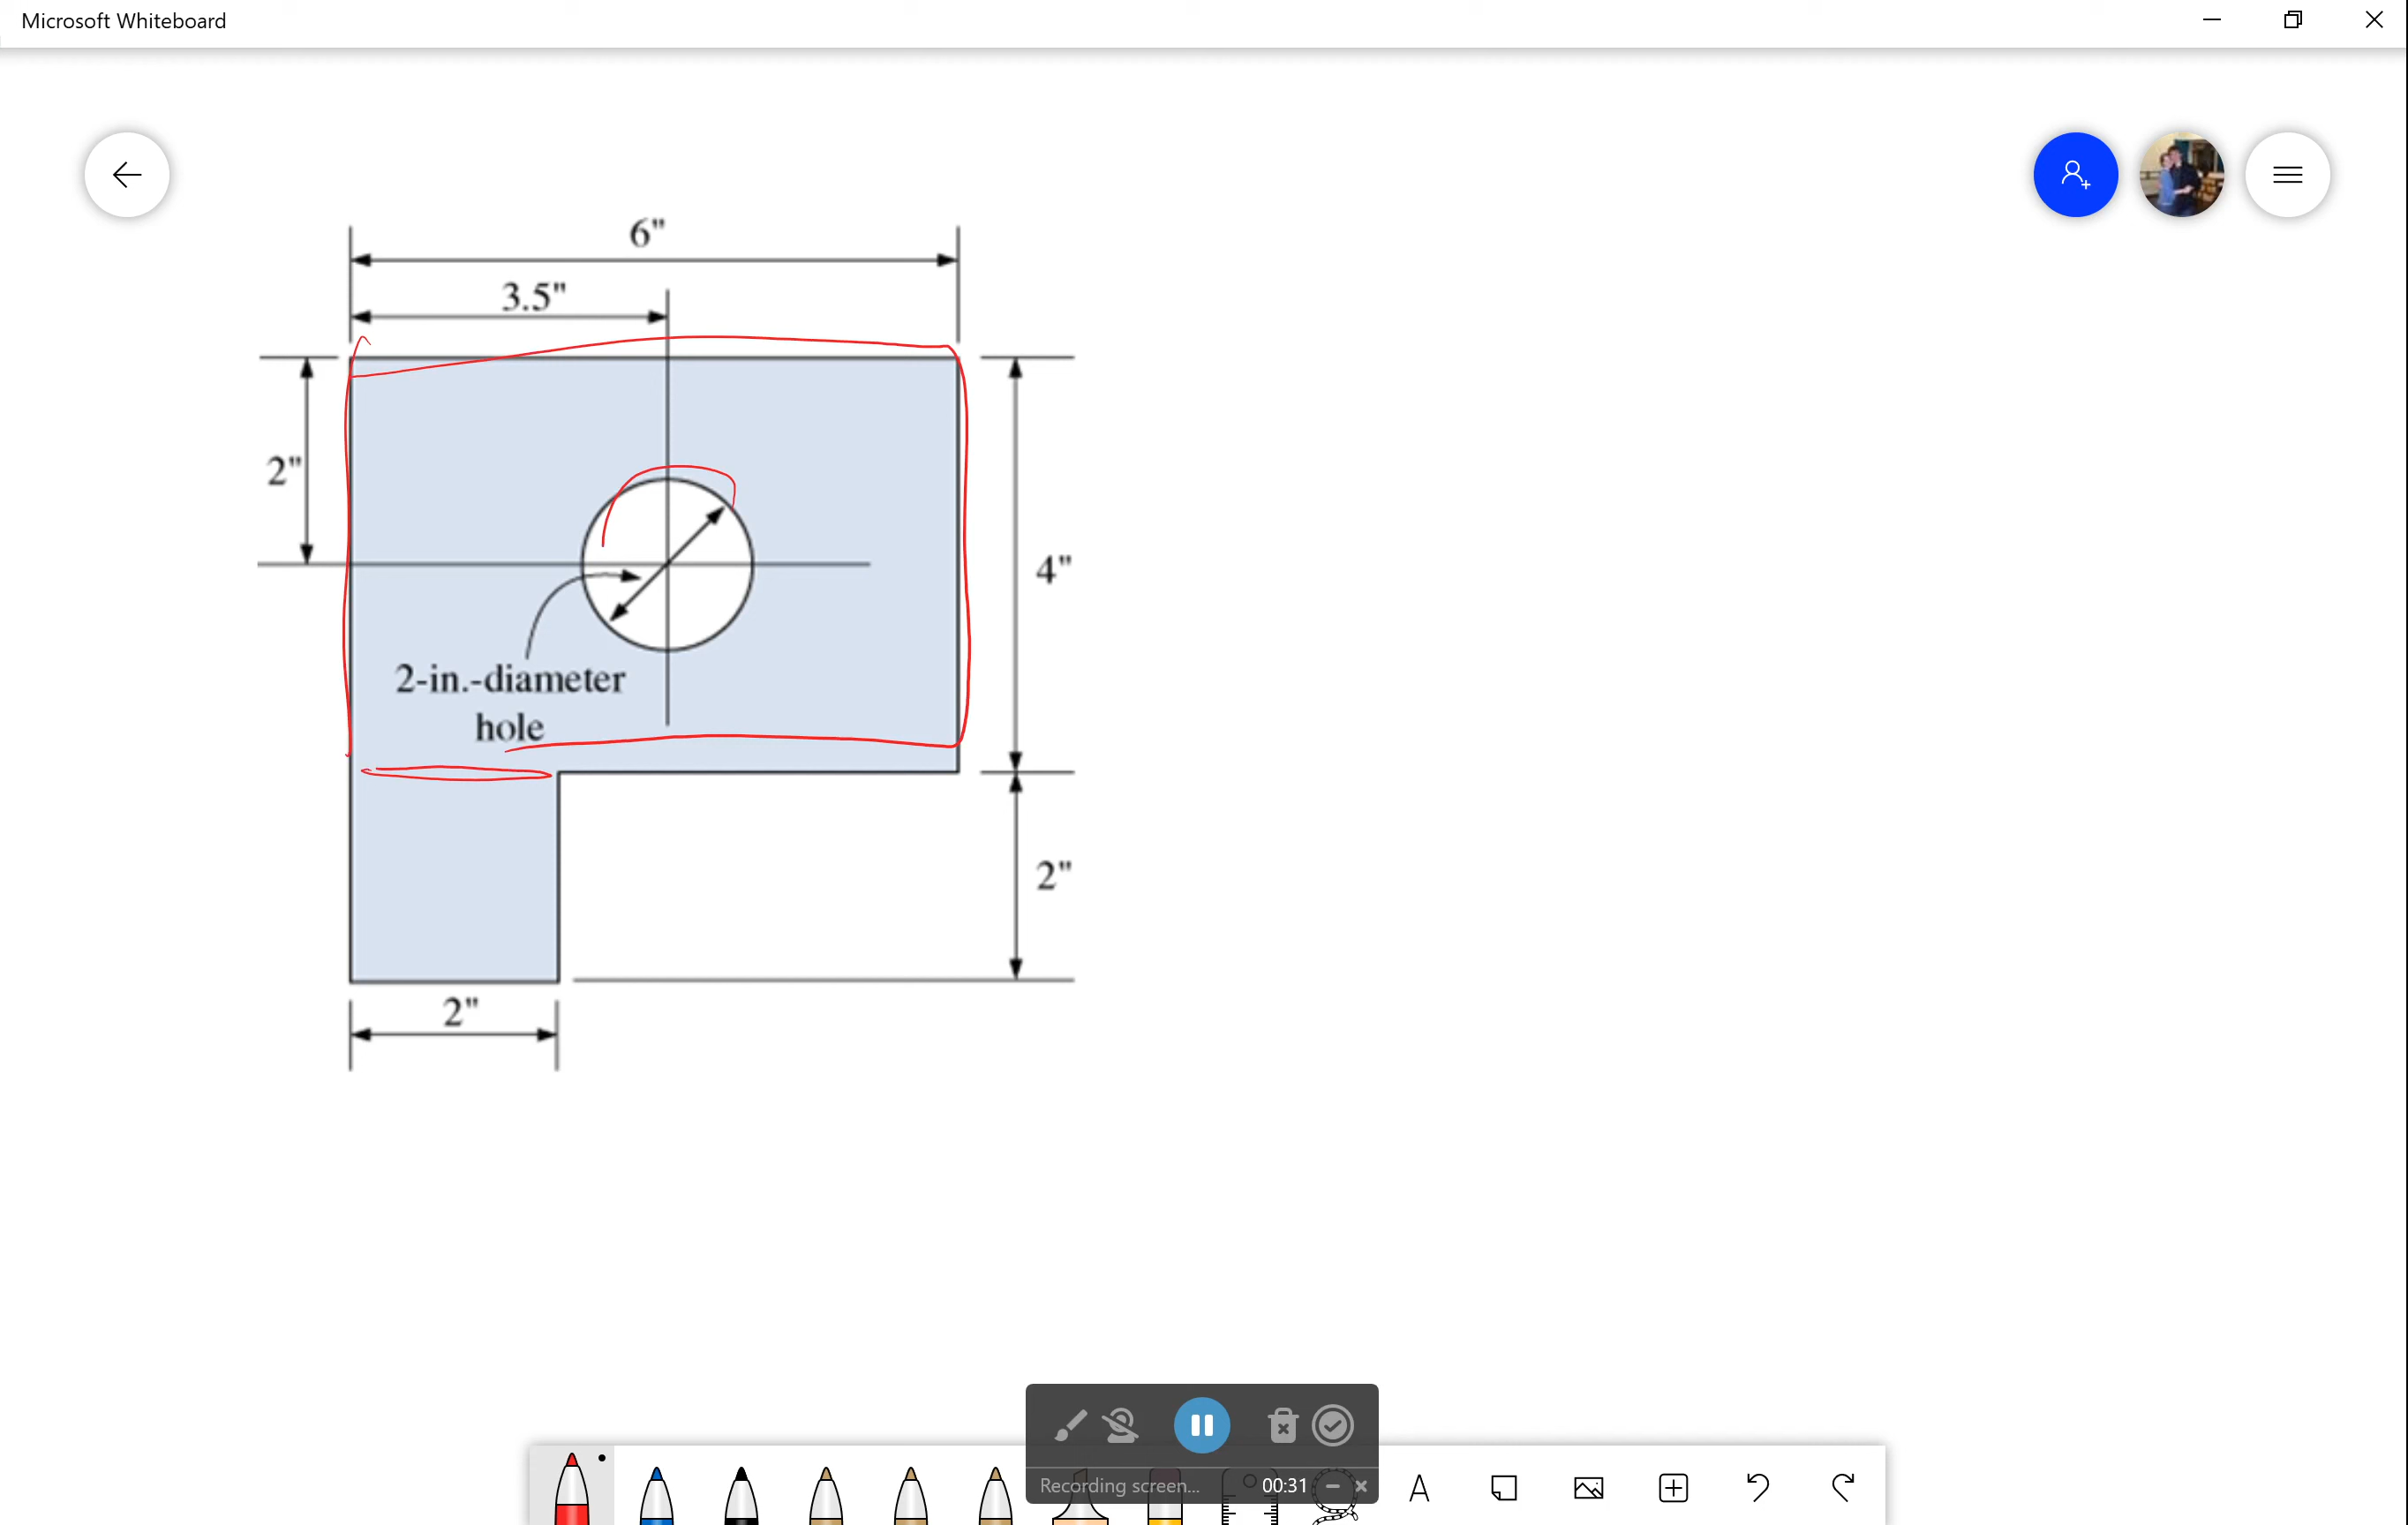 Microsoft Whiteboard
6"
3.5"
2"
4"
2-in.-diameter
hole
2"
2"
Recording screen... 00:31
A